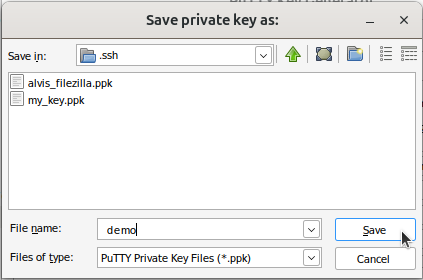 Save private key as:
Save in:
.ssh
alvis_filezilla.ppk
my_key.ppk
File name:
demo
Save
Files of type:
PuTTY Private Key Files (*.ppk)
Cancel